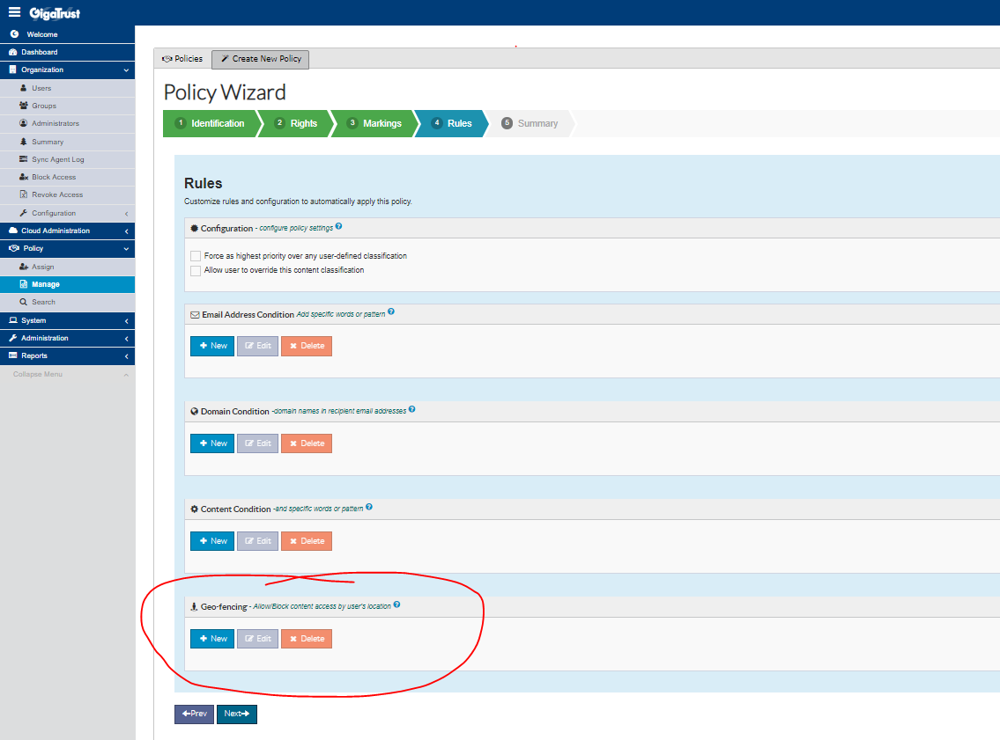 GigaTrust
Welcome
Dashboard
Organization
Users
Groups
Administrators
Summary
Sync Agent Log
Block Access
Revoke Access
Configuration
Cloud Administration
Policy
Assign
Manage
Search
System
Administration
Reports
Collapse Menu
Policies
Create New Policy
Policy Wizard
1 Identification
2 Rights
3 Markings
4 Rules
5 Summary
Rules
Customize rules and configuration to automatically apply this policy.
Configuration - configure policy settings ?
Force as highest priority over any user-defined classification
Allow user to override this content classification
Email Address Condition Add specific words or pattern ?
New Edit Delete
Domain Condition -domain names in recipient email addresses ?
New Edit Delete
Content Condition -and specific words or pattern ?
New Edit Delete
Geo-fencing - Allow/Block content access by user's location ?
New Edit Delete
Prev Next